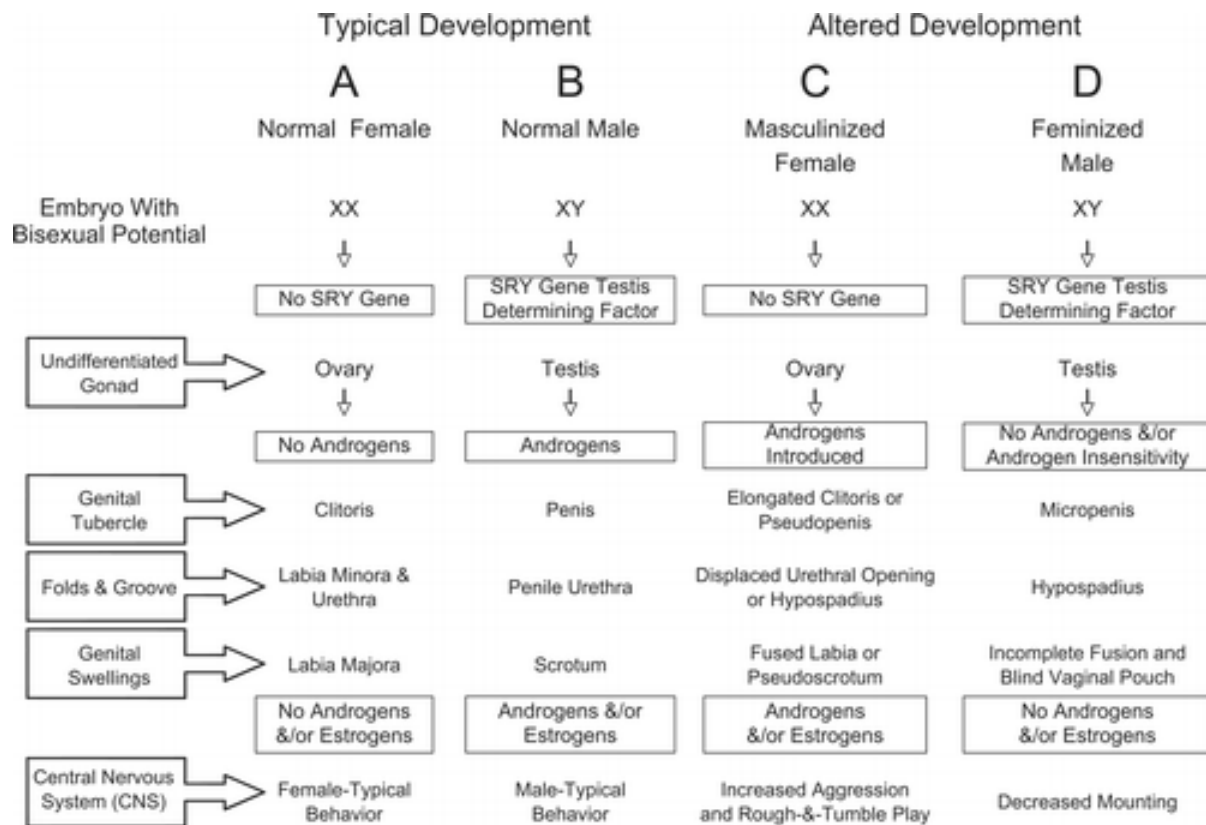 Typical Development Altered Development
A B C D
Normal Female Normal Male Masculinized Feminized
Female Male
Embryo With XX XY XX XY
Bisexual Potential
No SRY Gene SRY Gene Testis No SRY Gene SRY Gene Testis
Determining Factor Determining Factor
Undifferentiated Ovary Testis Ovary Testis
Gonad
No Androgens Androgens Androgens No Androgens &/or
Introduced Androgen Insensitivity
Genital Clitoris Penis Elongated Clitoris or Micropenis
Tubercle Pseudopenis
Folds & Groove Labia Minora & Penile Urethra Displaced Urethral Opening Hypospadius
Urethra or Hypospadius
Genital Labia Majora Scrotum Fused Labia or Incomplete Fusion and
Swellings Pseudoscrotum Blind Vaginal Pouch
No Androgens Androgens &/or Androgens No Androgens
&/or Estrogens Estrogens &/or Estrogens &/or Estrogens
Central Nervous Female-Typical Male-Typical Increased Aggression Decreased Mounting
System (CNS) Behavior Behavior and Rough-&-Tumble Play